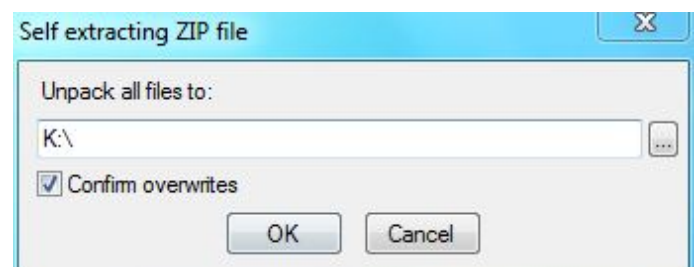 Self extracting ZIP file
Unpack all files to:
K:\
...
Confirm overwrites
OK Cancel